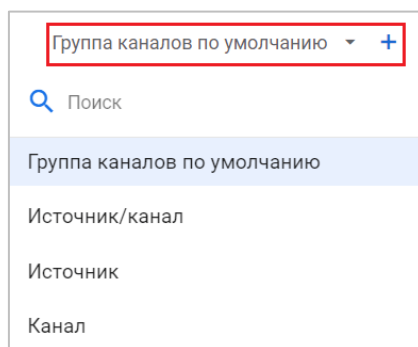 Группа каналов по умолчанию
Поиск
Группа каналов по умолчанию
Источник/канал
Источник
Канал